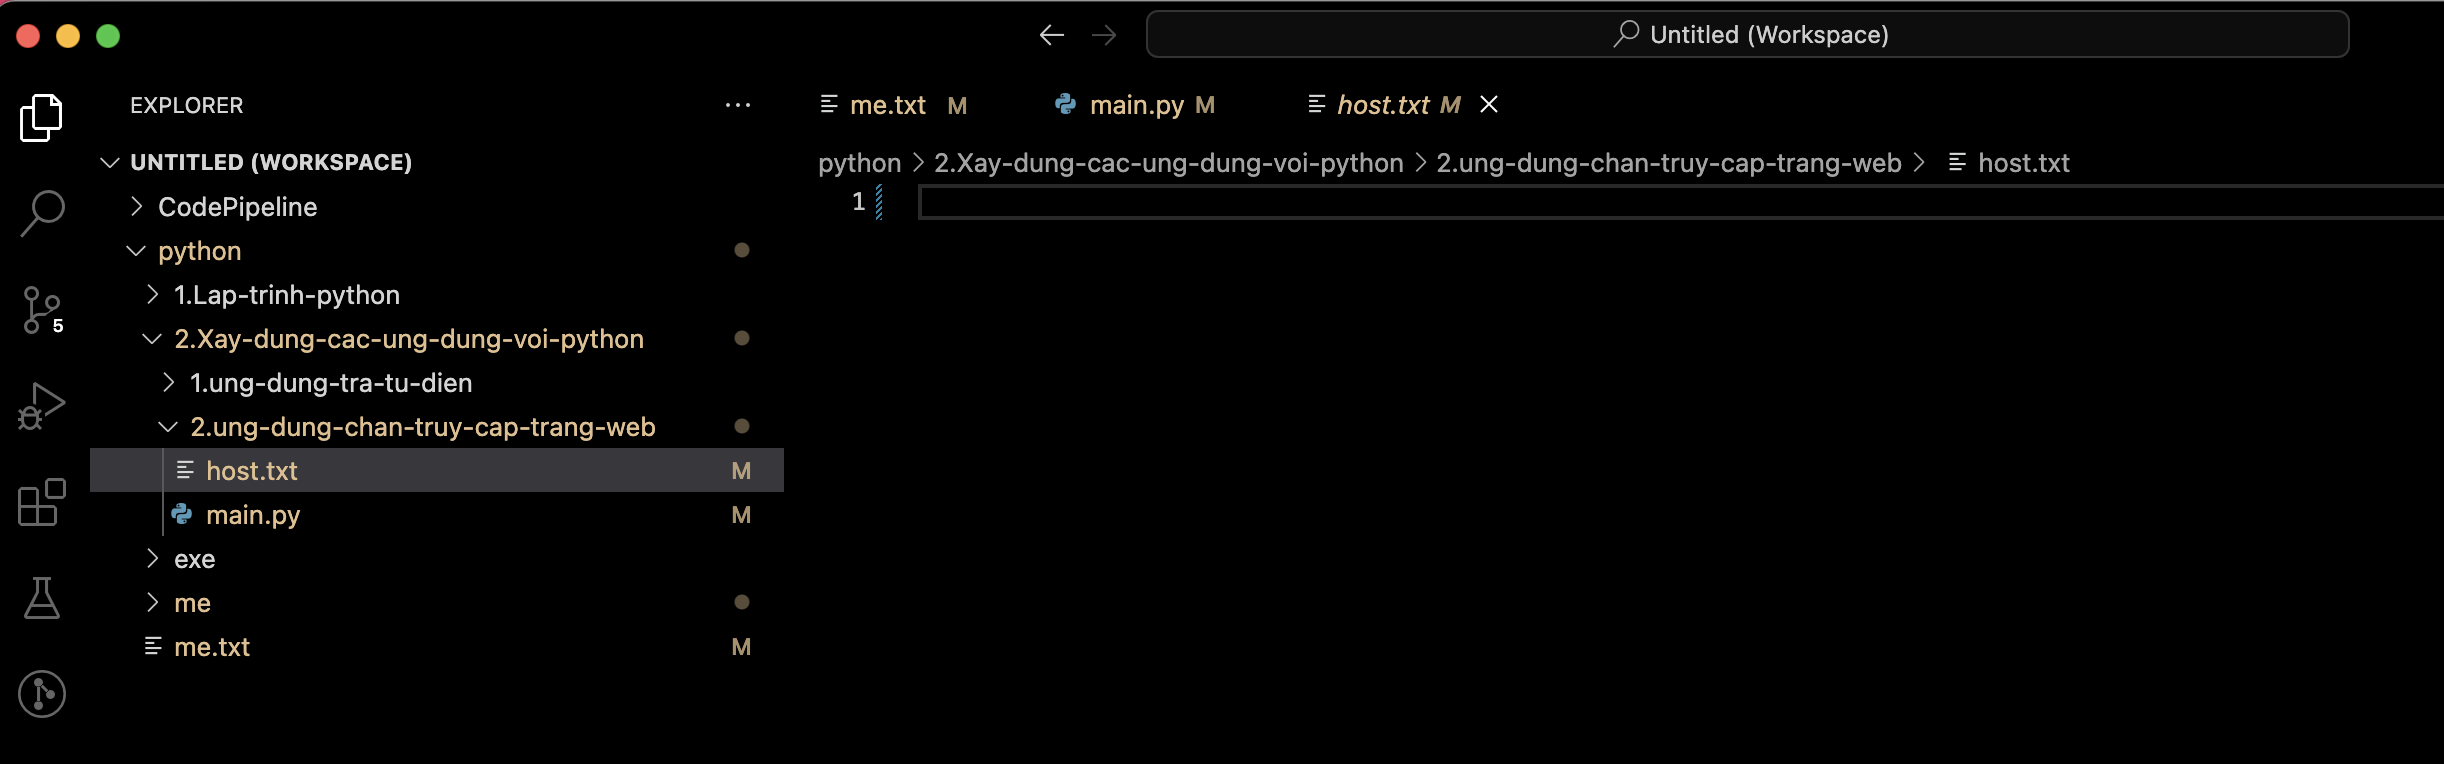 Untitled (Workspace)
EXPLORER
UNTITLED (WORKSPACE)
CodePipeline
python
1.Lap-trinh-python
2.Xay-dung-cac-ung-dung-voi-python
1.ung-dung-tra-tu-dien
2.ung-dung-chan-truy-cap-trang-web
host.txt M
main.py M
exe
me
me.txt M
5
me.txt M main.py M host.txt M
python > 2.Xay-dung-cac-ung-dung-voi-python > 2.ung-dung-chan-truy-cap-trang-web > host.txt
1